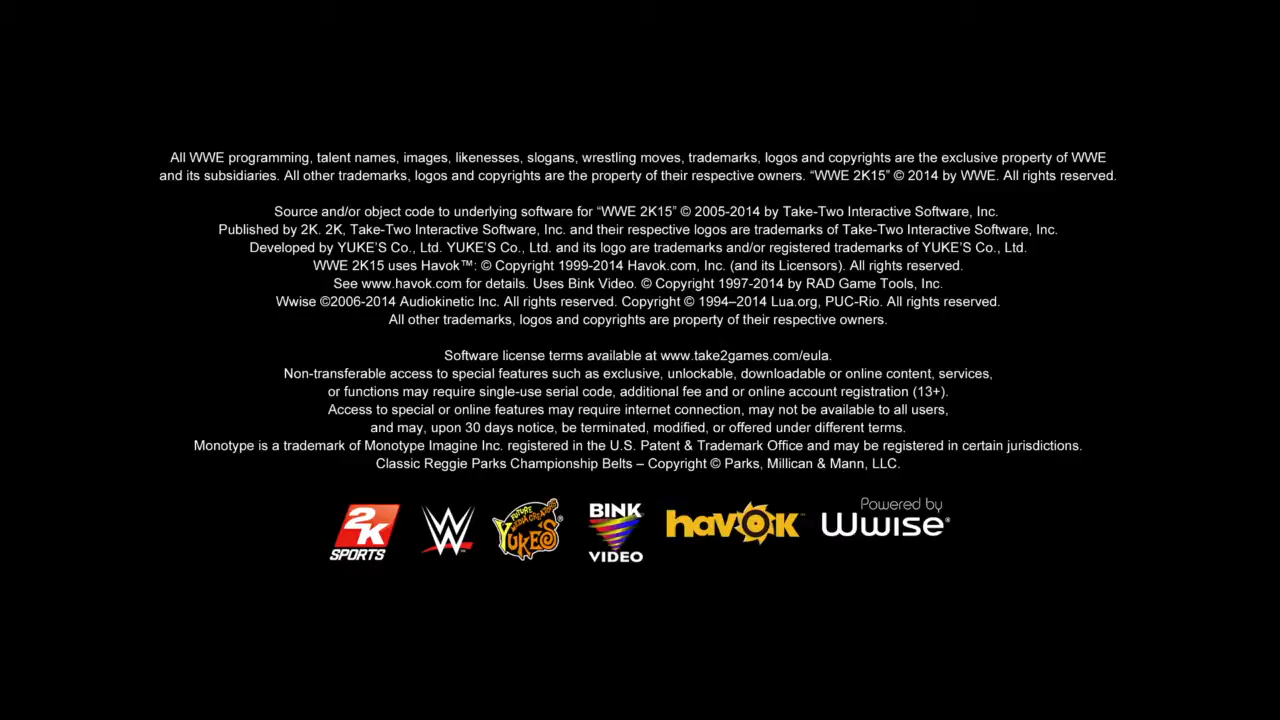 All WWE programming, talent names, images, likenesses, slogans, wrestling moves, trademarks, logos and copyrights are the exclusive property of WWE
and its subsidiaries. All other trademarks, logos and copyrights are the property of their respective owners. “WWE 2K15” © 2014 by WWE. All rights reserved.
Source and/or object code to underlying software for “WWE 2K15” © 2005-2014 by Take-Two Interactive Software, Inc.
Published by 2K. 2K, Take-Two Interactive Software, Inc. and their respective logos are trademarks of Take-Two Interactive Software, Inc.
Developed by YUKE’S Co., Ltd. YUKE’S Co., Ltd. and its logo are trademarks and/or registered trademarks of YUKE’S Co., Ltd.
WWE 2K15 uses Havok™: © Copyright 1999-2014 Havok.com, Inc. (and its Licensors). All rights reserved.
See www.havok.com for details. Uses Bink Video. © Copyright 1997-2014 by RAD Game Tools, Inc.
Wwise ©2006-2014 Audiokinetic Inc. All rights reserved. Copyright © 1994–2014 Lua.org, PUC-Rio. All rights reserved.
All other trademarks, logos and copyrights are property of their respective owners.
Software license terms available at www.take2games.com/eula.
Non-transferable access to special features such as exclusive, unlockable, downloadable or online content, services,
or functions may require single-use serial code, additional fee and or online account registration (13+).
Access to special or online features may require internet connection, may not be available to all users,
and may, upon 30 days notice, be terminated, modified, or offered under different terms.
Monotype is a trademark of Monotype Imagine Inc. registered in the U.S. Patent & Trademark Office and may be registered in certain jurisdictions.
Classic Reggie Parks Championship Belts – Copyright © Parks, Millican & Mann, LLC.
2K SPORTS
W
FUTURE MEDIA CREATOR YUKE'S ®
BINK VIDEO
havok™
Powered by
Wwise®